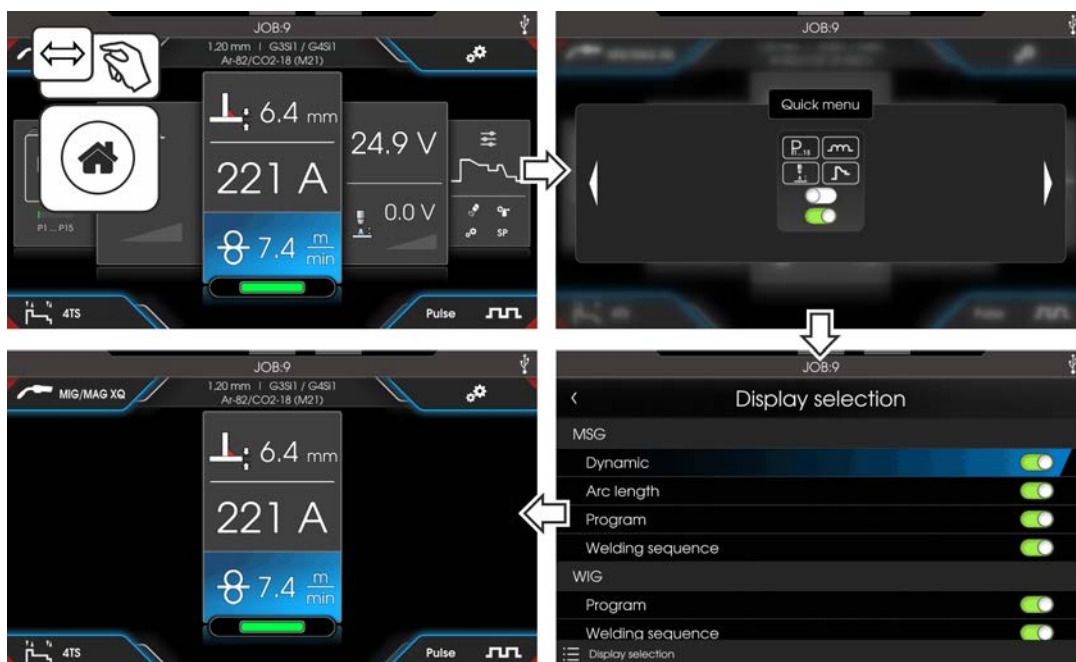 JOB:9
1,20 mm | G3Si1 / G4Si1
Ar-82/CO2-18 (M21)
6.4 mm
221 A
7.4 m/min
24.9 V
0.0 V
SP
P1 ... P15
4TS
Pulse
JOB:9
Quick menu
JOB:9
MIG/MAG XQ
1,20 mm | G3Si1 / G4Si1
Ar-82/CO2-18 (M21)
6.4 mm
221 A
7.4 m/min
4TS
Pulse
JOB:9
Display selection
MSG
Dynamic
Arc length
Program
Welding sequence
WIG
Program
Welding sequence
Display selection